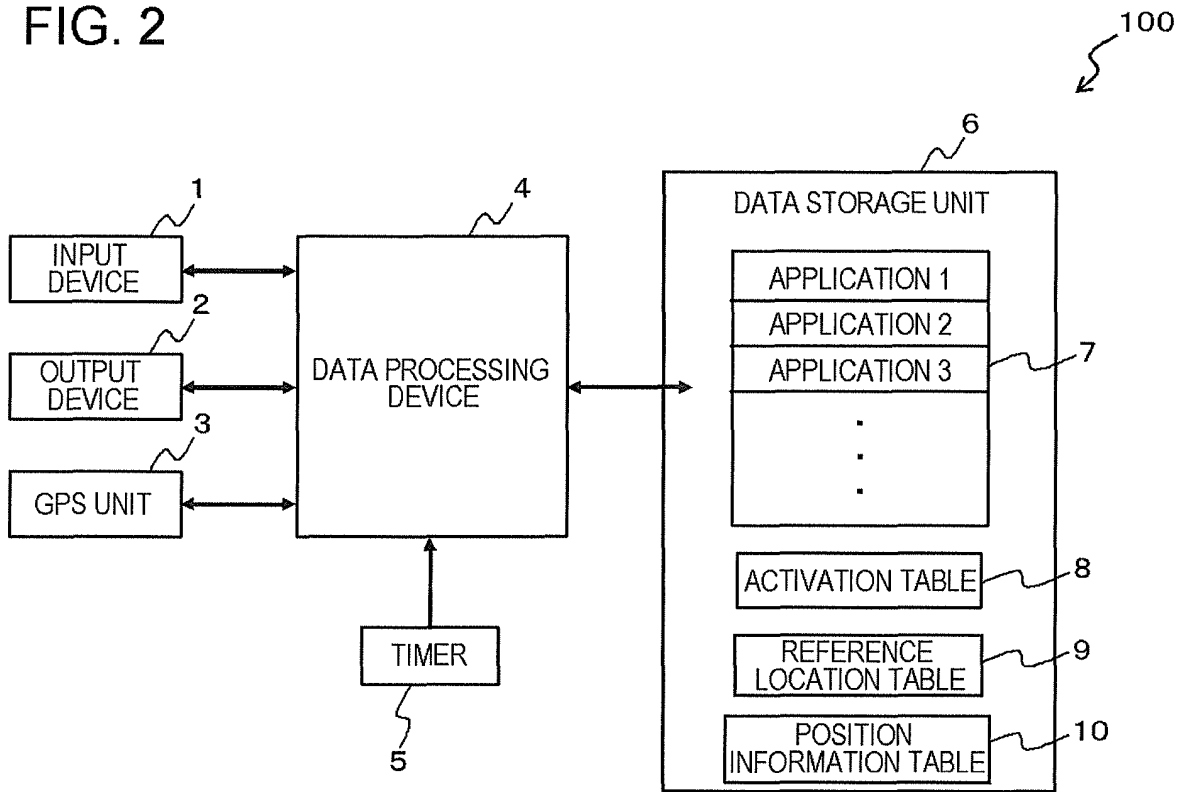 FIG. 2
100
6
DATA STORAGE UNIT
1
INPUT
DEVICE
2
OUTPUT
DEVICE
3
GPS UNIT
4
DATA PROCESSING
DEVICE
TIMER
5
APPLICATION 1
APPLICATION 2
APPLICATION 3
7
ACTIVATION TABLE
8
REFERENCE
LOCATION TABLE
9
POSITION
INFORMATION TABLE
10